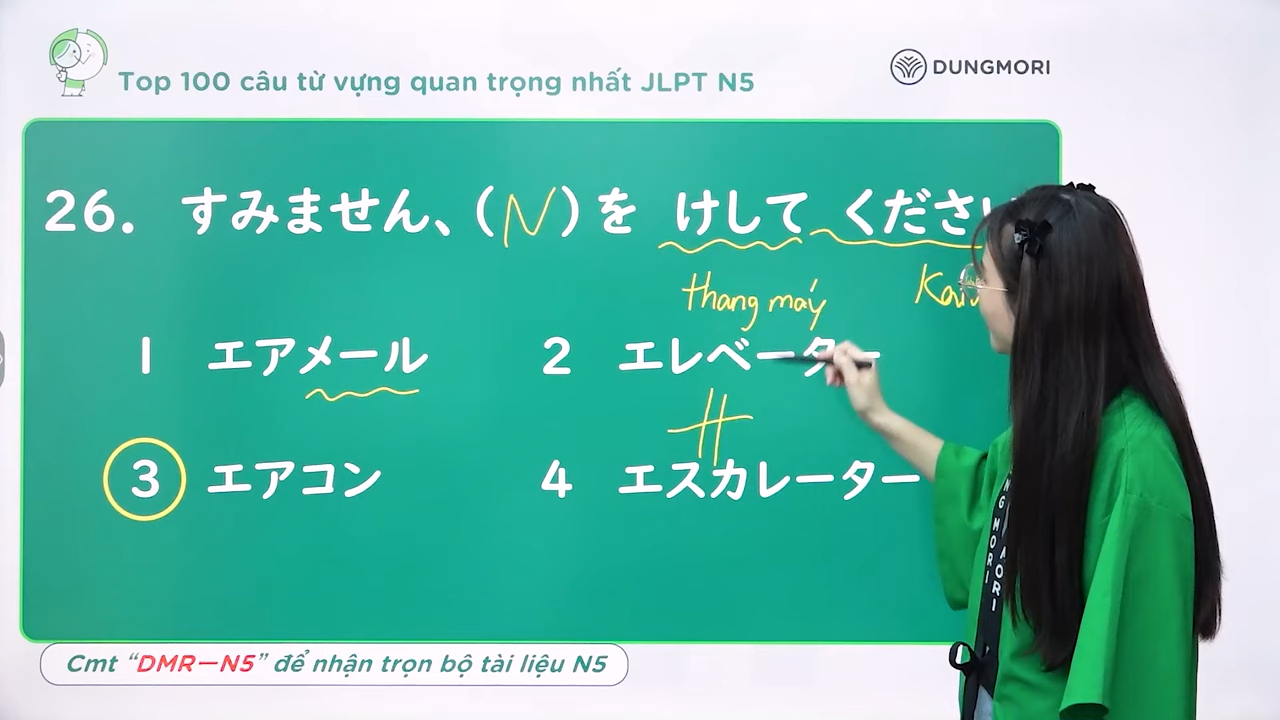 Top 100 câu từ vựng quan trọng nhất JLPT N5
DUNGMORI
26. すみません、(N)を けして くださ
thang máy
1 エアメール
2 エレベーター
3 エアコン
4 エスカレーター
Cmt “DMR—N5” để nhận trọn bộ tài liệu N5